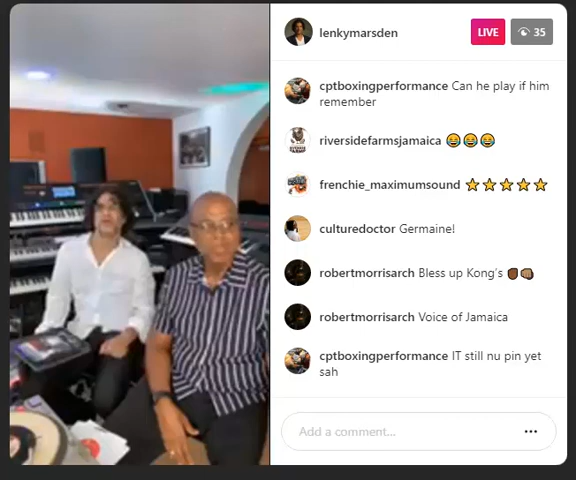 lenkymarsden
LIVE
35
cptboxingperformance Can he play if him
remember
riversidefarmsjamaica 😂😂😂
frenchie_maximumsound ⭐⭐⭐⭐⭐
culturedoctor Germaine!
robertmorrisarch Bless up Kong's 👊🏾👊🏽
robertmorrisarch Voice of Jamaica
cptboxingperformance IT still nu pin yet
sah
Add a comment...